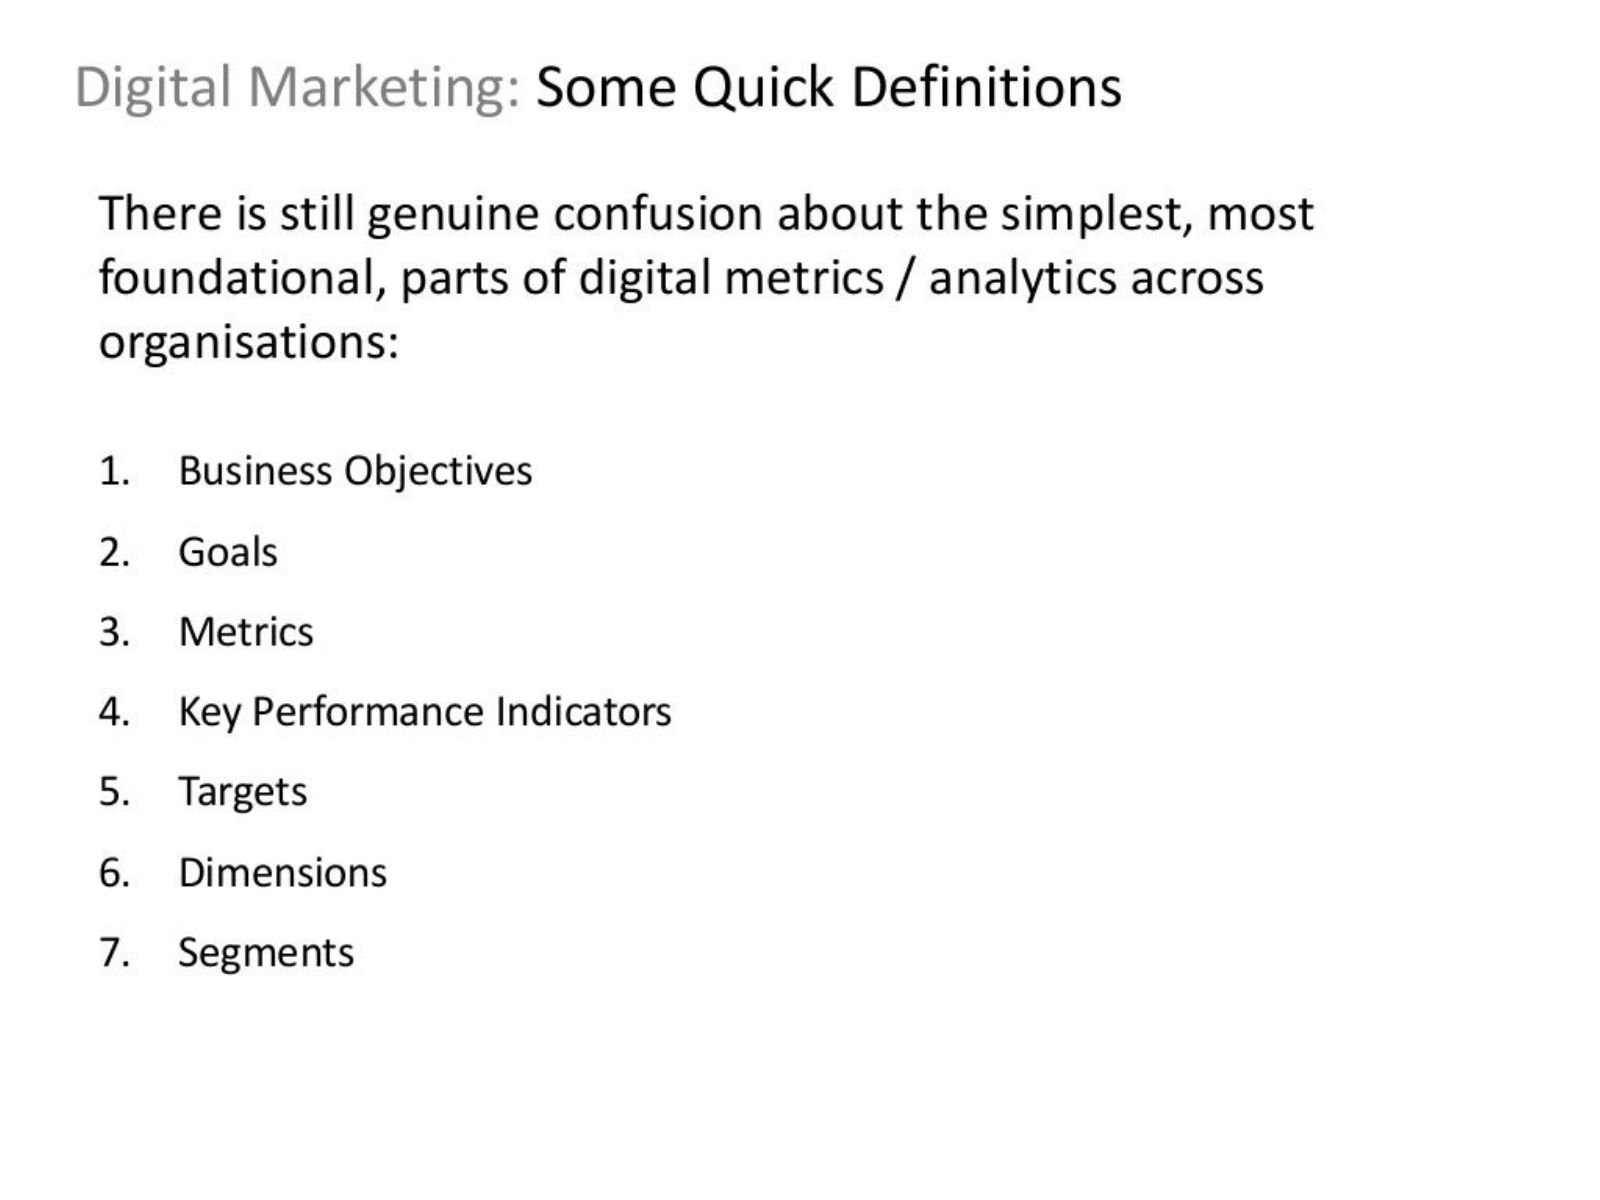 Digital Marketing: Some Quick Definitions
There is still genuine confusion about the simplest, most
foundational, parts of digital metrics / analytics across
organisations:
1. Business Objectives
2. Goals
3. Metrics
4. Key Performance Indicators
5. Targets
6. Dimensions
7. Segments